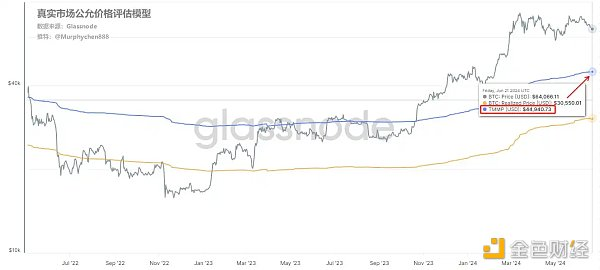 真实市场公允价格评估模型
数据来源：Glassnode
推特：@Murphychen888
$40k
glassnode
Friday, Jun 21 2024 UTC
BTC: Price [USD]: $64,066.11
BTC: Realized Price [USD]: $30,550.01
TMMP [USD]: $44,940.73
$10k
Jul '22
Sep '22
Nov '22
Jan '23
Mar '23
May '23
Jul '23
Sep '23
Nov '23
Jan '24
Mar '24
May '24
金色财经